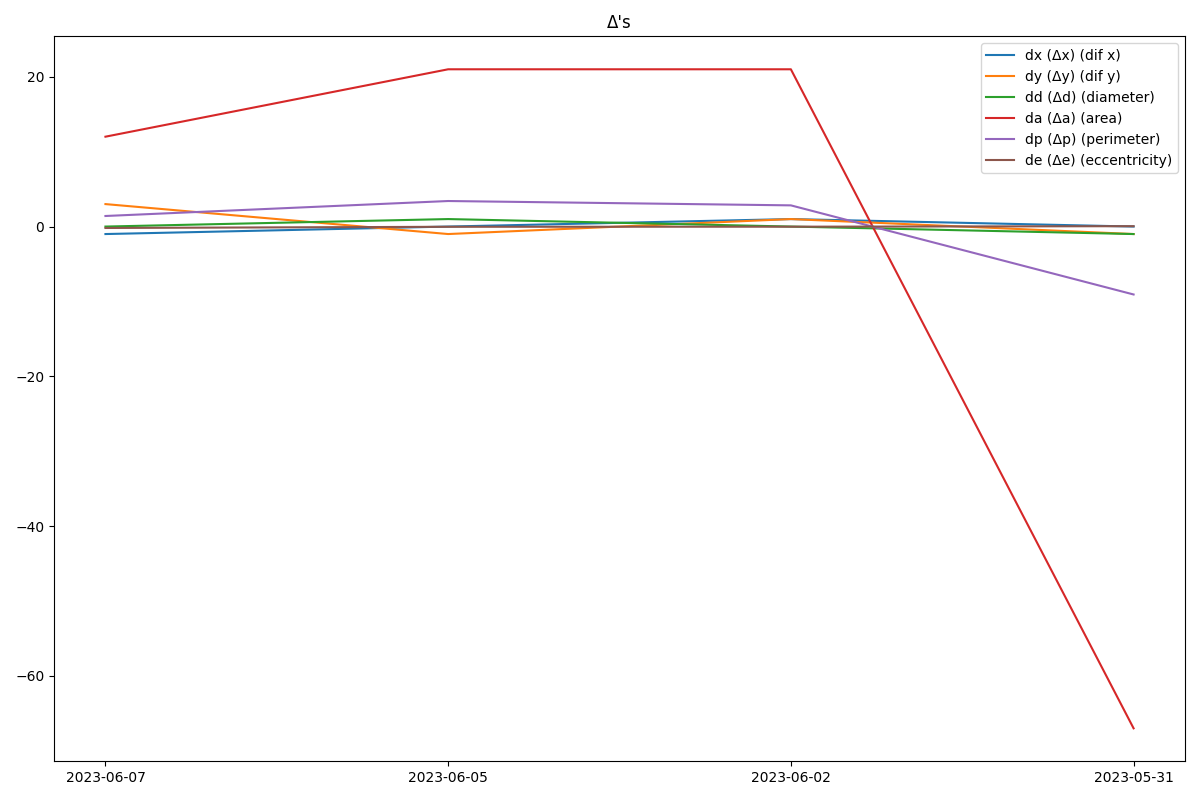 Δ's
dx (Δx) (dif x)
dy (Δy) (dif y)
dd (Δd) (diameter)
da (Δa) (area)
dp (Δp) (perimeter)
de (Δe) (eccentricity)
20
0
−20
−40
−60
2023-06-07
2023-06-05
2023-06-02
2023-05-31